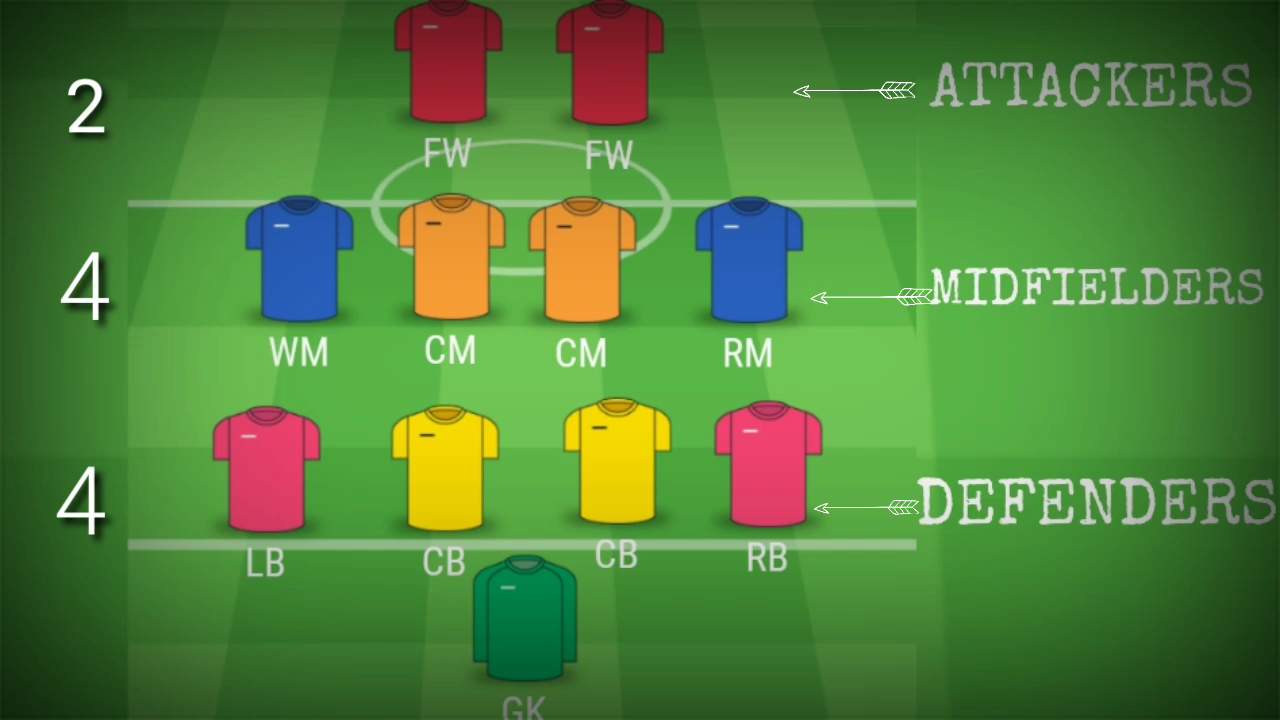 2
ATTACKERS
FW FW
4
MIDFIELDERS
WM CM CM RM
4
DEFENDERS
LB CB CB RB
GK